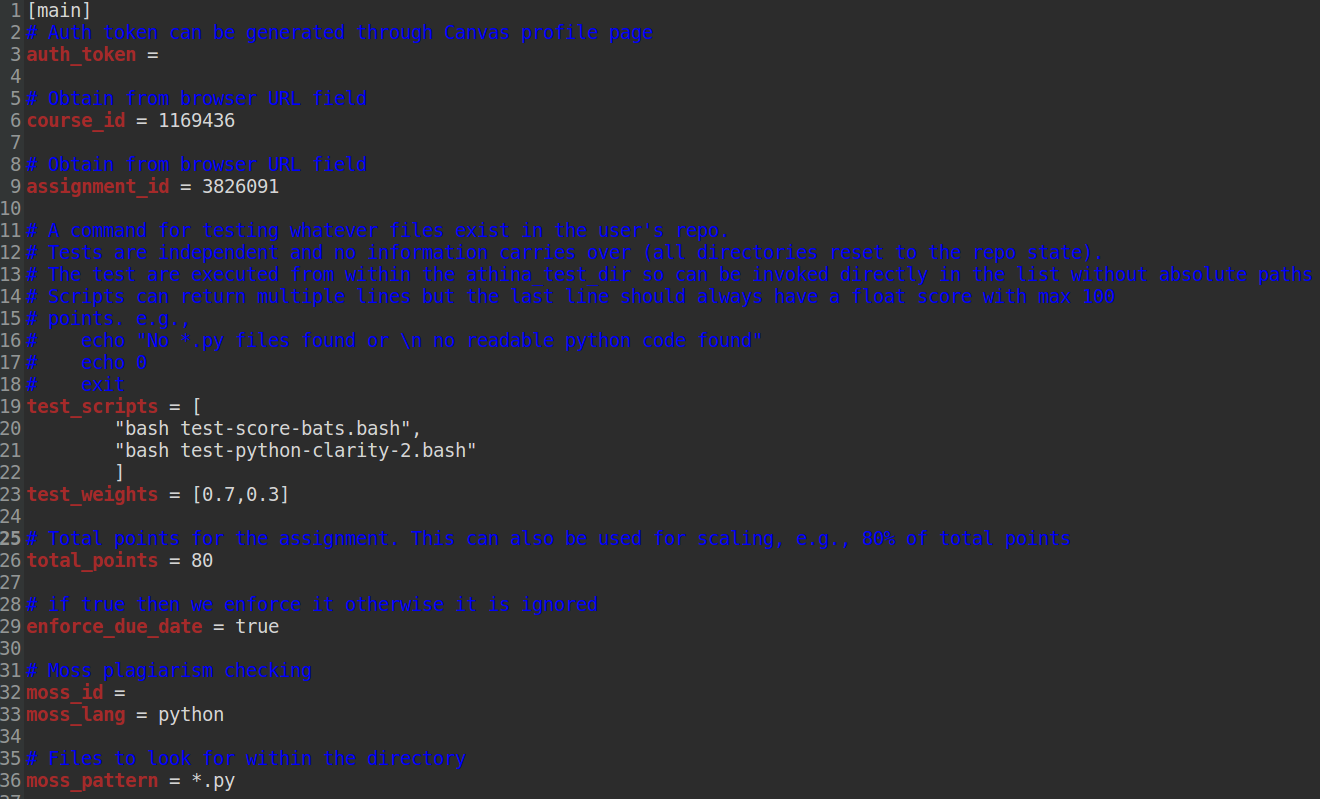 1 [main]
2 # Auth token can be generated through Canvas profile page
3 auth_token =
4
5 # Obtain from browser URL field
6 course_id = 1169436
7
8 # Obtain from browser URL field
9 assignment_id = 3826091
10
11 # A command for testing whatever files exist in the user's repo.
12 # Tests are independent and no information carries over (all directories reset to the repo state).
13 # The test are executed from within the athina_test_dir so can be invoked directly in the list without absolute paths
14 # Scripts can return multiple lines but the last line should always have a float score with max 100
15 # points. e.g.,
16 #    echo "No *.py files found or \n no readable python code found"
17 #    echo 0
18 #    exit
19 test_scripts = [
20         "bash test-score-bats.bash",
21         "bash test-python-clarity-2.bash"
22         ]
23 test_weights = [0.7,0.3]
24
25 # Total points for the assignment. This can also be used for scaling, e.g., 80% of total points
26 total_points = 80
27
28 # if true then we enforce it otherwise it is ignored
29 enforce_due_date = true
30
31 # Moss plagiarism checking
32 moss_id =
33 moss_lang = python
34
35 # Files to look for within the directory
36 moss_pattern = *.py
37